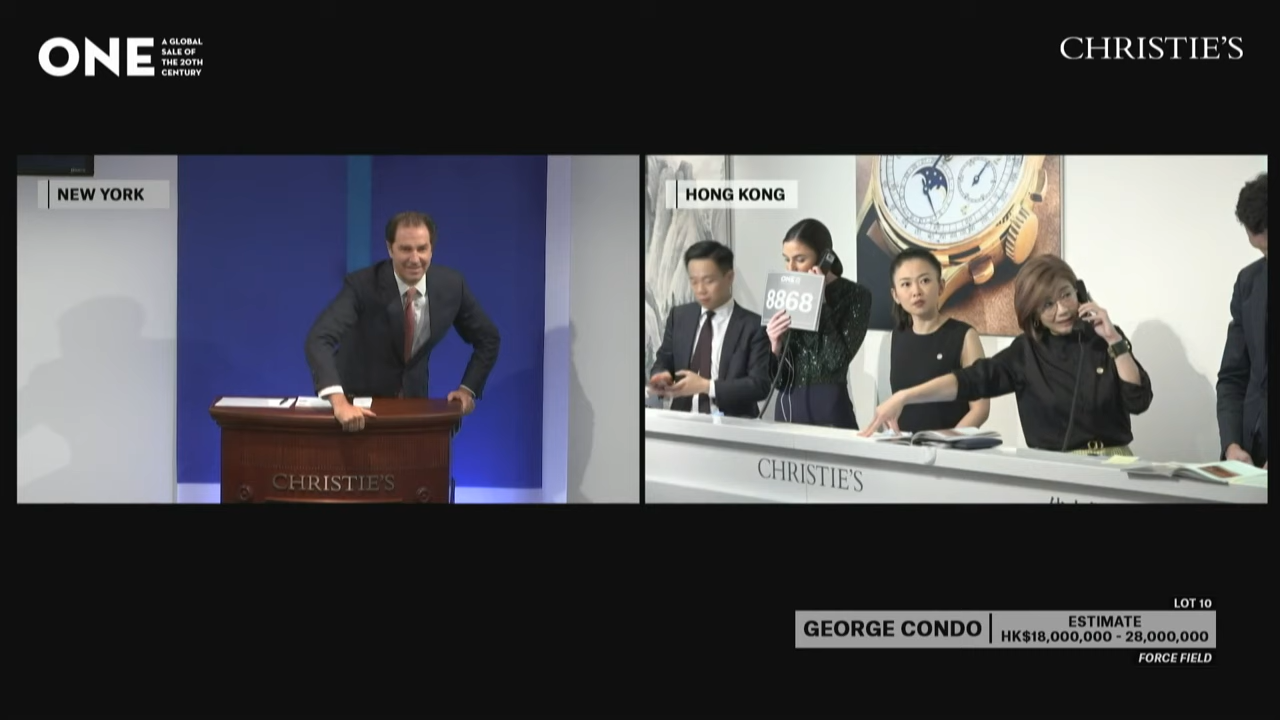 ONE
A GLOBAL
SALE OF
THE 20TH
CENTURY
CHRISTIE'S
NEW YORK
HONG KONG
8868
CHRISTIE'S
CHRISTIE'S
LOT 10
GEORGE CONDO
ESTIMATE
HK$18,000,000 - 28,000,000
FORCE FIELD